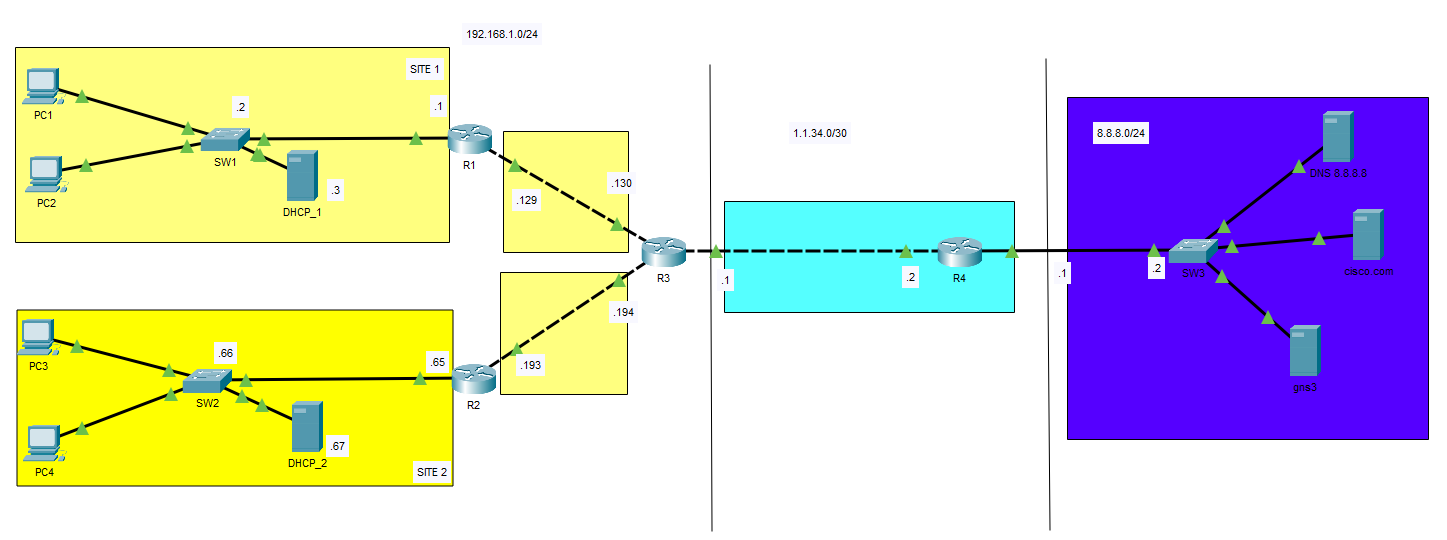 192.168.1.0/24
SITE 1
PC1
.2
.1
SW1
R1
PC2
.3
DHCP_1
.129
.130
1.1.34.0/30
8.8.8.0/24
DNS 8.8.8.8
R3
.1
.2
R4
.1
.2
SW3
cisco.com
gns3
.194
.193
PC3
.66
.65
SW2
R2
PC4
.67
DHCP_2
SITE 2